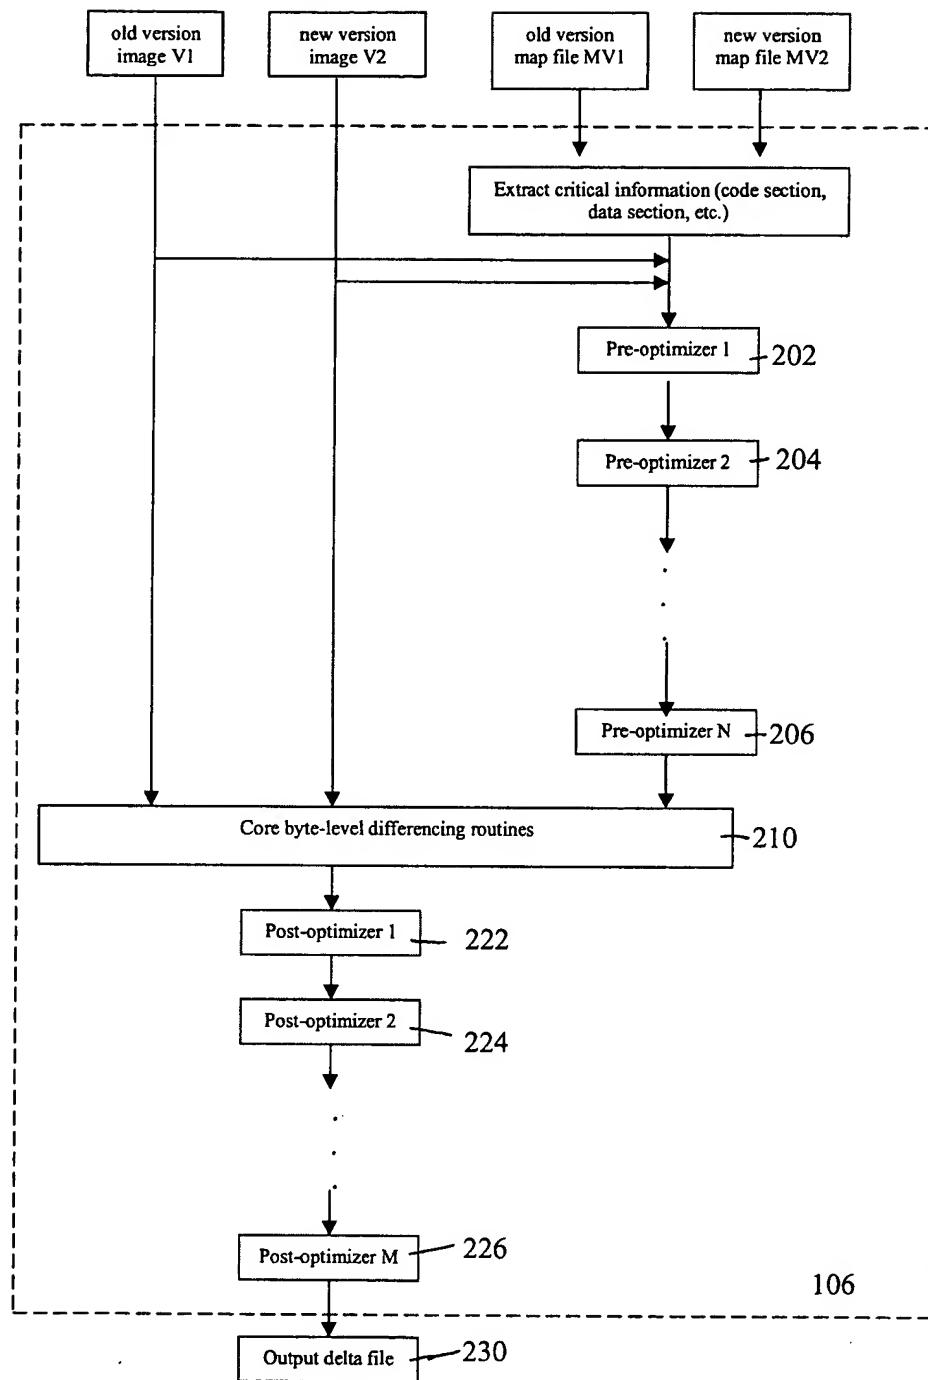 old version
image V1
new version
image V2
old version
map file MV1
new version
map file MV2
Extract critical information (code section,
data section, etc.)
Pre-optimizer 1
202
Pre-optimizer 2
204
Pre-optimizer N
206
Core byte-level differencing routines
210
Post-optimizer 1
222
Post-optimizer 2
224
Post-optimizer M
226
106
Output delta file
230